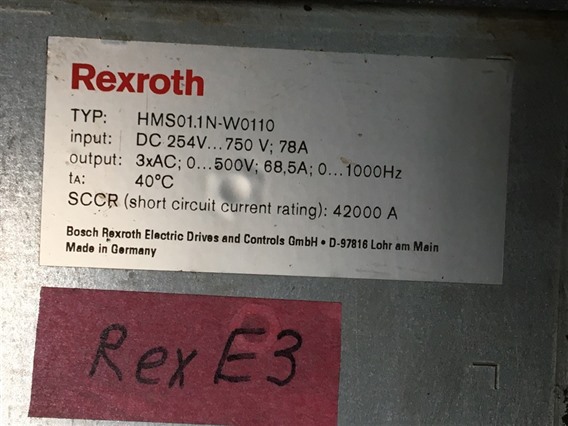 Rexroth
TYP: HMS01.1N-W0110
input: DC 254V...750 V; 78A
output: 3xAC; 0...500V; 68,5A; 0...1000Hz
tA: 40°C
SCCR (short circuit current rating): 42000 A
Bosch Rexroth Electric Drives and Controls GmbH • D-97816 Lohr am Main
Made in Germany
Rex E3